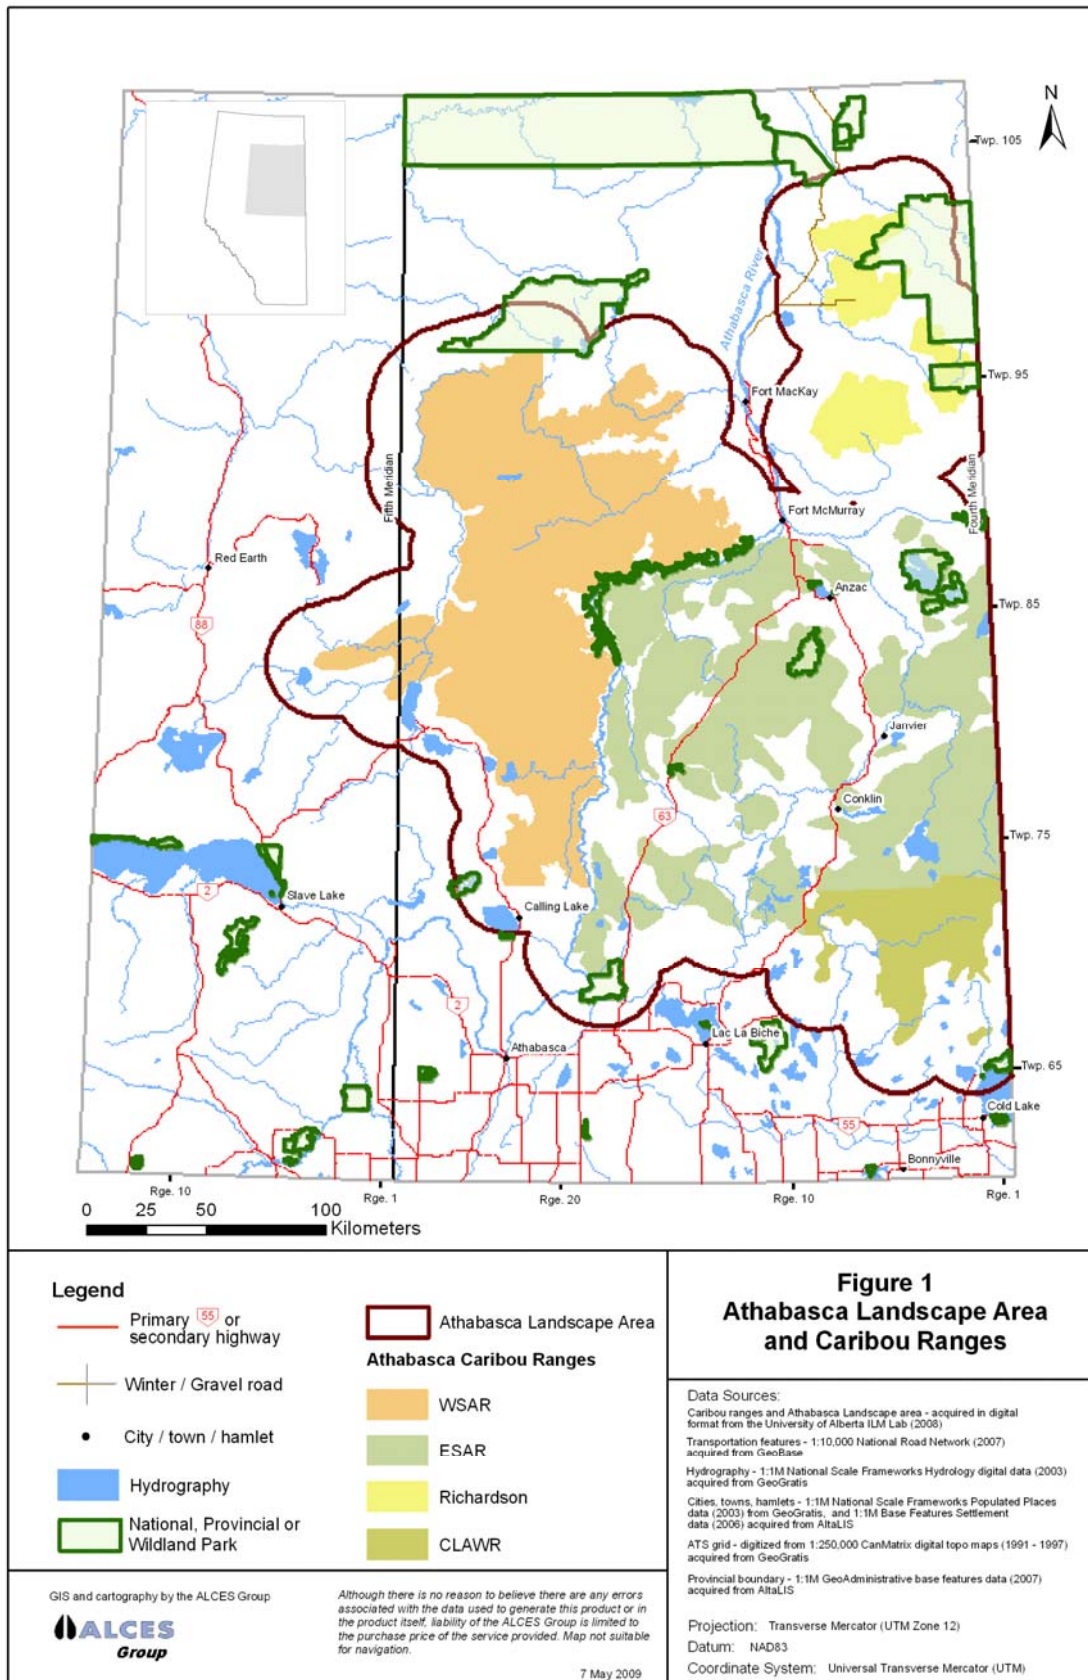 N
Twp. 105
Athabasca River
Twp. 95
Fort MacKay
Fifth Meridian
Fourth Meridian
Fort McMurray
Red Earth
Anzac
Twp. 85
88
Janvier
Conklin
63
Twp. 75
2
Slave Lake
Calling Lake
2
Lac La Biche
Athabasca
Twp. 65
Cold Lake
55
Bonnyville
Rge. 10
Rge. 1
Rge. 20
Rge. 10
Rge. 1
0 25 50 100
Kilometers
Legend
Primary 55 or
secondary highway
Winter / Gravel road
City / town / hamlet
Hydrography
National, Provincial or
Wildland Park
Athabasca Landscape Area
Athabasca Caribou Ranges
WSAR
ESAR
Richardson
CLAWR
Figure 1
Athabasca Landscape Area
and Caribou Ranges
Data Sources:
Caribou ranges and Athabasca Landscape area - acquired in digital
format from the University of Alberta ILM Lab (2008)
Transportation features - 1:10,000 National Road Network (2007)
acquired from GeoBase
Hydrography - 1:1M National Scale Frameworks Hydrology digital data (2003)
acquired from GeoGratis
Cities, towns, hamlets - 1:1M National Scale Frameworks Populated Places
data (2003) from GeoGratis, and 1:1M Base Features Settlement
data (2006) acquired from AltaLIS
ATS grid - digitized from 1:250,000 CanMatrix digital topo maps (1991 - 1997)
acquired from GeoGratis
Provincial boundary - 1:1M GeoAdministrative base features data (2007)
acquired from AltaLIS
Projection: Transverse Mercator (UTM Zone 12)
Datum: NAD83
Coordinate System: Universal Transverse Mercator (UTM)
GIS and cartography by the ALCES Group
ALCES
Group
Although there is no reason to believe there are any errors
associated with the data used to generate this product or in
the product itself, liability of the ALCES Group is limited to
the purchase price of the service provided. Map not suitable
for navigation.
7 May 2009